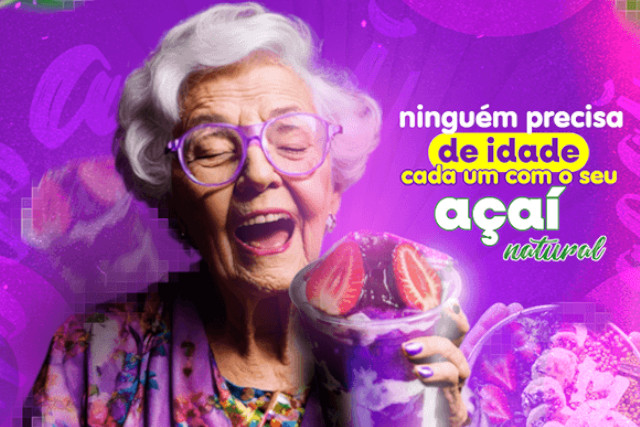 ninguém precisa
de idade
cada um com o seu
açaí
natural